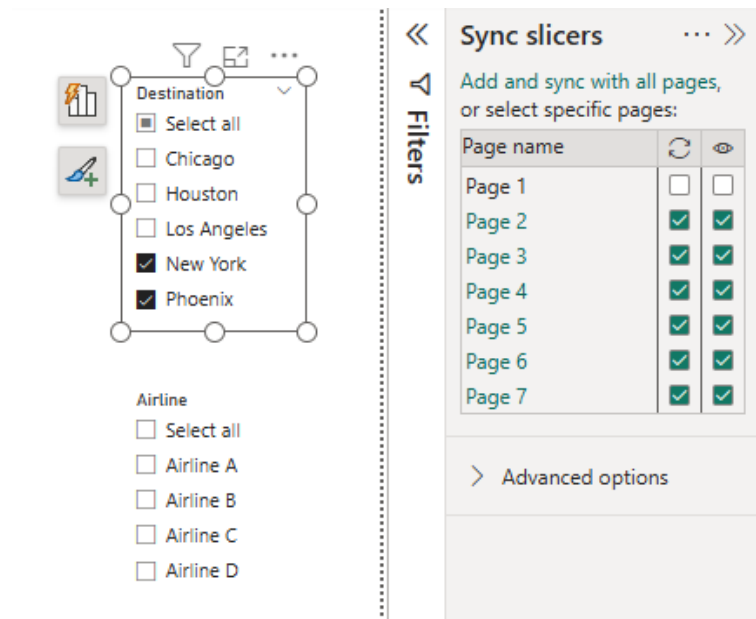 Destination
Select all
Chicago
Houston
Los Angeles
New York
Phoenix
Airline
Select all
Airline A
Airline B
Airline C
Airline D
Filters
Sync slicers
Add and sync with all pages,
or select specific pages:
Page name
Page 1
Page 2
Page 3
Page 4
Page 5
Page 6
Page 7
Advanced options